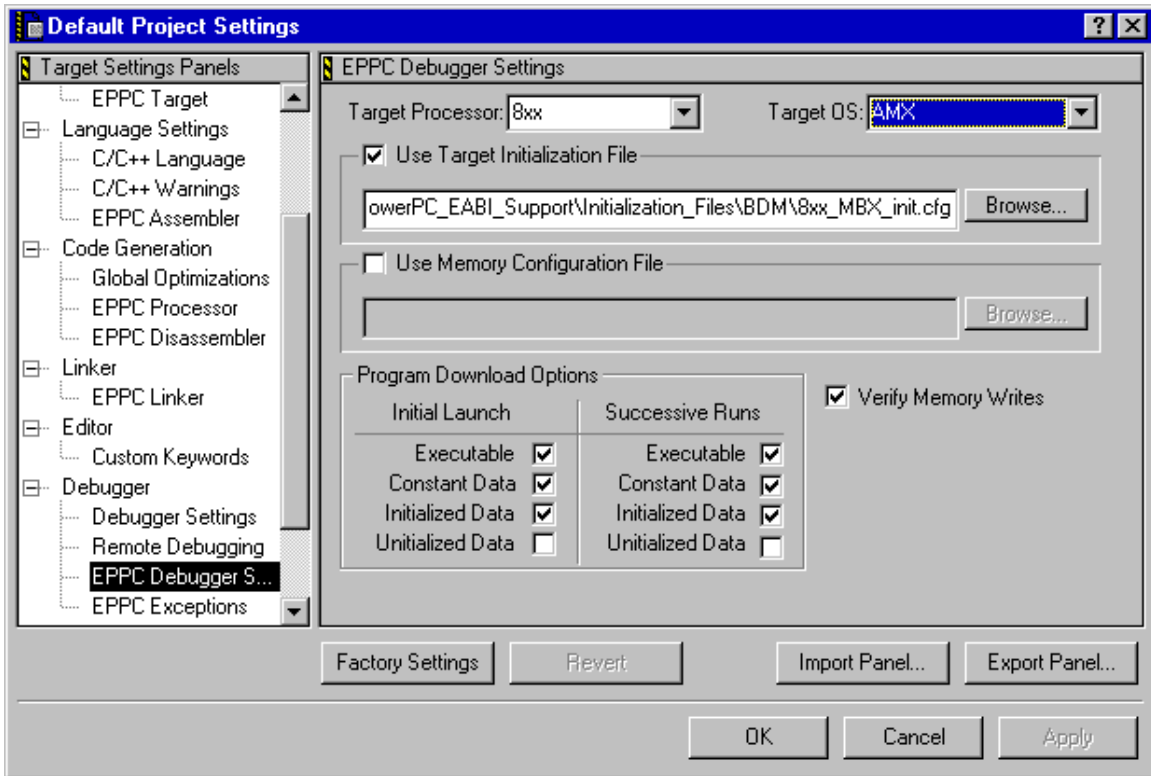 Default Project Settings
Target Settings Panels
EPPC Target
Language Settings
C/C++ Language
C/C++ Warnings
EPPC Assembler
Code Generation
Global Optimizations
EPPC Processor
EPPC Disassembler
Linker
EPPC Linker
Editor
Custom Keywords
Debugger
Debugger Settings
Remote Debugging
EPPC Debugger S...
EPPC Exceptions
EPPC Debugger Settings
Target Processor: 8xx Target OS: AMX
Use Target Initialization File
owerPC_EABI_Support\Initialization_Files\BDM\8xx_MBX_init.cfg Browse...
Use Memory Configuration File
Browse...
Program Download Options
Initial Launch Successive Runs
Executable Executable
Constant Data Constant Data
Initialized Data Initialized Data
Unitialized Data Unitialized Data
Verify Memory Writes
Factory Settings Revert Import Panel... Export Panel...
OK Cancel Apply